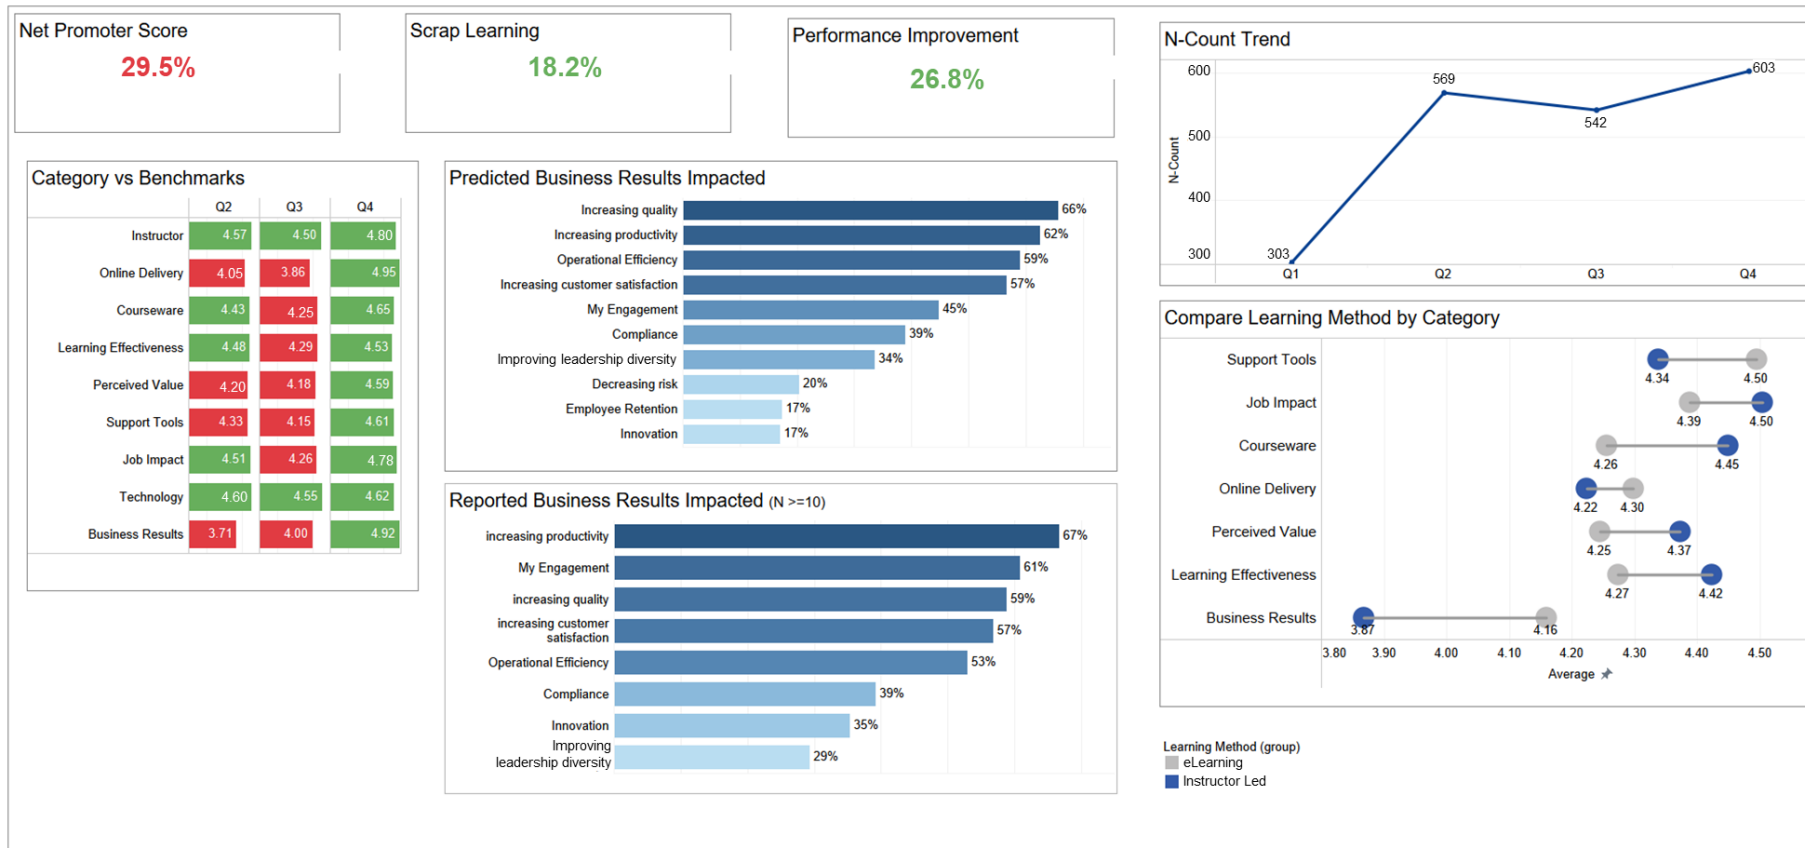 Net Promoter Score
29.5%
Scrap Learning
18.2%
Performance Improvement
26.8%
N-Count Trend
N-Count
600
500
400
300
303
569
542
603
Q1 Q2 Q3 Q4
Category vs Benchmarks
Q2 Q3 Q4
Instructor 4.57 4.50 4.80
Online Delivery 4.05 3.86 4.95
Courseware 4.43 4.25 4.65
Learning Effectiveness 4.48 4.29 4.53
Perceived Value 4.20 4.18 4.59
Support Tools 4.33 4.15 4.61
Job Impact 4.51 4.26 4.78
Technology 4.60 4.55 4.62
Business Results 3.71 4.00 4.92
Predicted Business Results Impacted
Increasing quality 66%
Increasing productivity 62%
Operational Efficiency 59%
Increasing customer satisfaction 57%
My Engagement 45%
Compliance 39%
Improving leadership diversity 34%
Decreasing risk 20%
Employee Retention 17%
Innovation 17%
Reported Business Results Impacted (N >=10)
increasing productivity 67%
My Engagement 61%
increasing quality 59%
increasing customer
satisfaction 57%
Operational Efficiency 53%
Compliance 39%
Innovation 35%
Improving
leadership diversity 29%
Compare Learning Method by Category
Support Tools 4.34 4.50
Job Impact 4.39 4.50
Courseware 4.26 4.45
Online Delivery 4.22 4.30
Perceived Value 4.25 4.37
Learning Effectiveness 4.27 4.42
Business Results 3.87 4.16
3.80 3.90 4.00 4.10 4.20 4.30 4.40 4.50
Average
Learning Method (group)
eLearning
Instructor Led